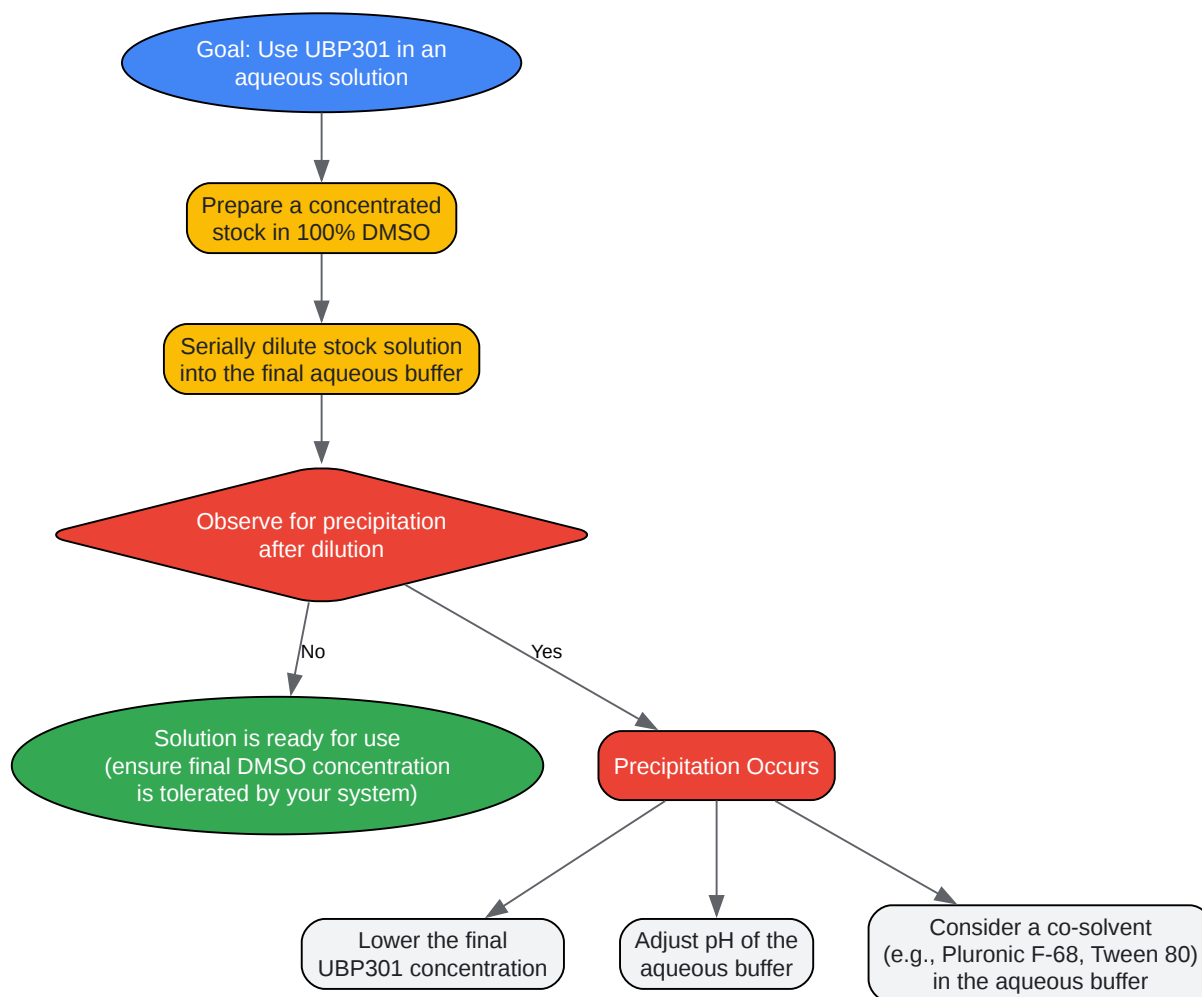 Goal: Use UBP301 in an
aqueous solution
Prepare a concentrated
stock in 100% DMSO
Serially dilute stock solution
into the final aqueous buffer
Observe for precipitation
after dilution
No
Yes
Solution is ready for use
(ensure final DMSO concentration
is tolerated by your system)
Precipitation Occurs
Lower the final
UBP301 concentration
Adjust pH of the
aqueous buffer
Consider a co-solvent
(e.g., Pluronic F-68, Tween 80)
in the aqueous buffer